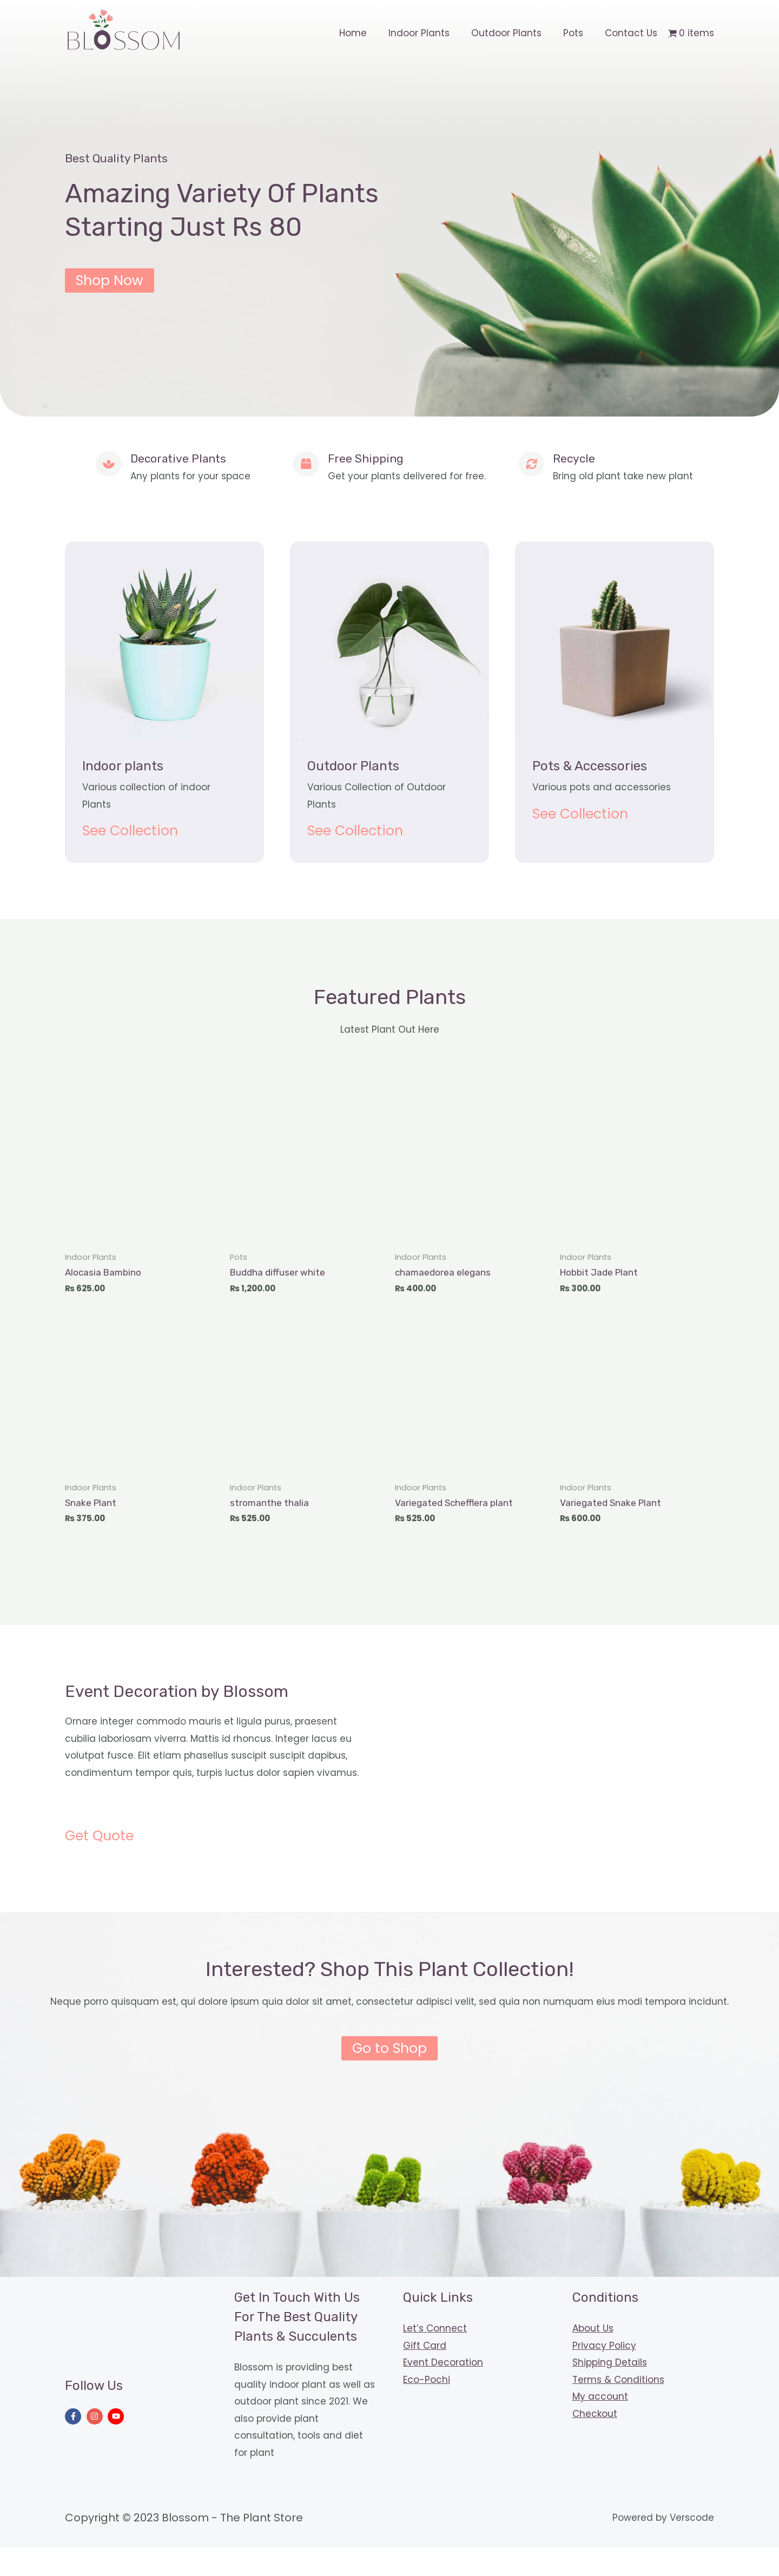 BLOSSOM
Home Indoor Plants Outdoor Plants Pots Contact Us 0 items
Best Quality Plants
Amazing Variety Of Plants
Starting Just Rs 80
Shop Now
Decorative Plants
Any plants for your space
Free Shipping
Get your plants delivered for free.
Recycle
Bring old plant take new plant
Indoor plants
Various collection of indoor
Plants
See Collection
Outdoor Plants
Various Collection of Outdoor
Plants
See Collection
Pots & Accessories
Various pots and accessories
See Collection
Featured Plants
Latest Plant Out Here
Indoor Plants
Alocasia Bambino
₨ 625.00
Pots
Buddha diffuser white
₨ 1,200.00
Indoor Plants
chamaedorea elegans
₨ 400.00
Indoor Plants
Hobbit Jade Plant
₨ 300.00
Indoor Plants
Snake Plant
₨ 375.00
Indoor Plants
stromanthe thalia
₨ 525.00
Indoor Plants
Variegated Schefflera plant
₨ 525.00
Indoor Plants
Variegated Snake Plant
₨ 600.00
Event Decoration by Blossom
Ornare integer commodo mauris et ligula purus, praesent
cubilia laboriosam viverra. Mattis id rhoncus. Integer lacus eu
volutpat fusce. Elit etiam phasellus suscipit suscipit dapibus,
condimentum tempor quis, turpis luctus dolor sapien vivamus.
Get Quote
Interested? Shop This Plant Collection!
Neque porro quisquam est, qui dolore ipsum quia dolor sit amet, consectetur adipisci velit, sed quia non numquam eius modi tempora incidunt.
Go to Shop
Follow Us
Get In Touch With Us
For The Best Quality
Plants & Succulents
Blossom is providing best
quality indoor plant as well as
outdoor plant since 2021. We
also provide plant
consultation, tools and diet
for plant
Quick Links
Let's Connect
Gift Card
Event Decoration
Eco-Pochi
Conditions
About Us
Privacy Policy
Shipping Details
Terms & Conditions
My account
Checkout
Copyright © 2023 Blossom - The Plant Store
Powered by Verscode